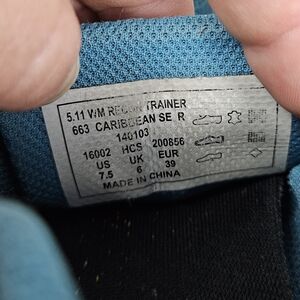 5.11 WM RECON TRAINER
663 CARIBBEAN SE R
140103
16002 HCS 200856
US UK EUR
7.5 6 39
MADE IN CHINA